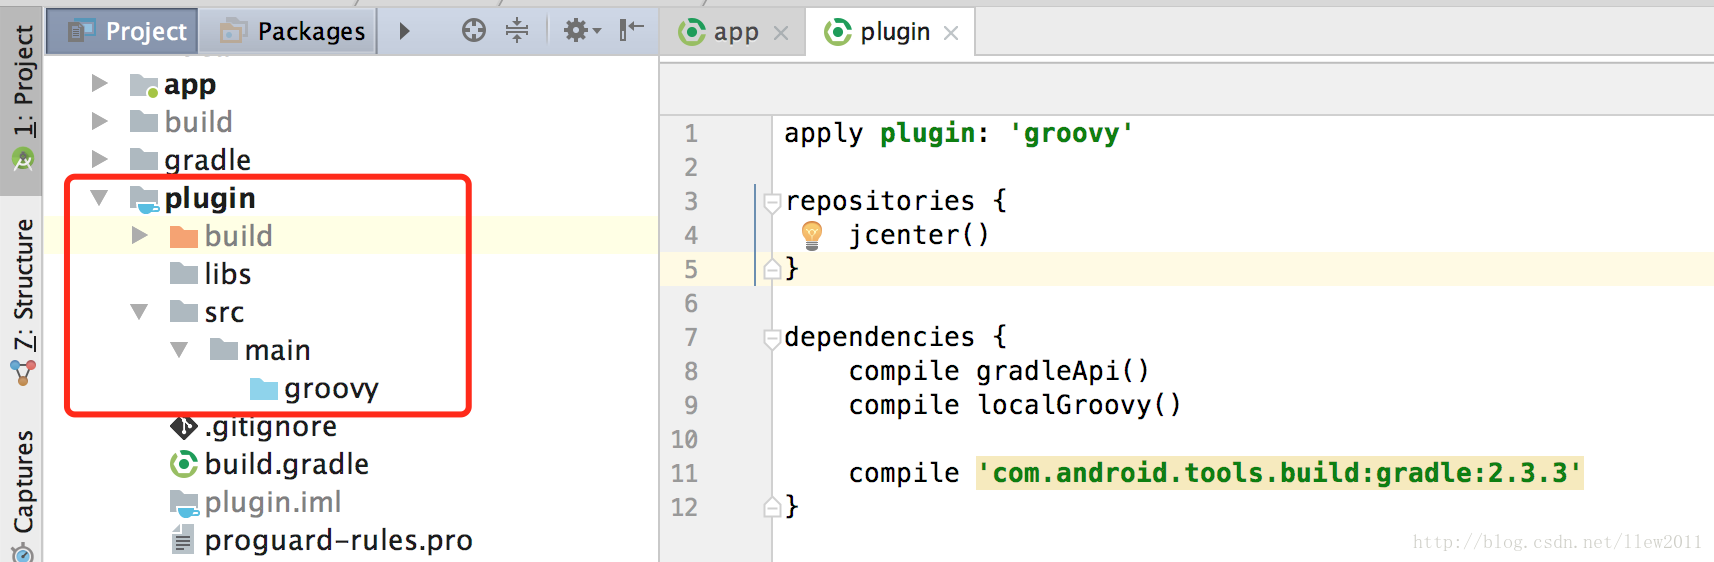 1: Project
7: Structure
Captures
Project
Packages
app
build
gradle
plugin
build
libs
src
main
groovy
.gitignore
build.gradle
plugin.iml
proguard-rules.pro
app
plugin
1 apply plugin: 'groovy'
2
3 repositories {
4 jcenter()
5 }
6
7 dependencies {
8 compile gradleApi()
9 compile localGroovy()
10
11 compile 'com.android.tools.build:gradle:2.3.3'
12 }
http://blog.csdn.net/llew2011